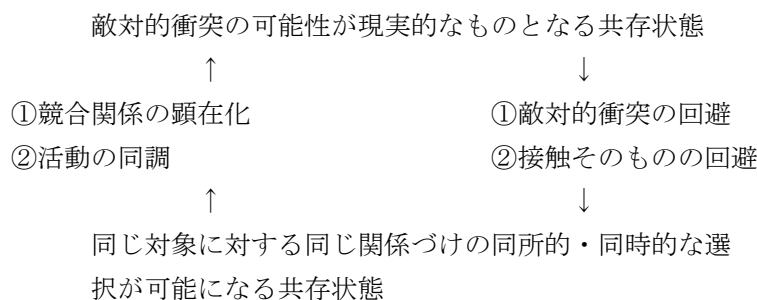 敵対的衝突の可能性が現実的なものとなる共存状態
↑ ↓
①競合関係の顕在化 ①敵対的衝突の回避
②活動の同調 ②接触そのものの回避
↑ ↓
同じ対象に対する同じ関係づけの同所的・同時的な選
択が可能になる共存状態